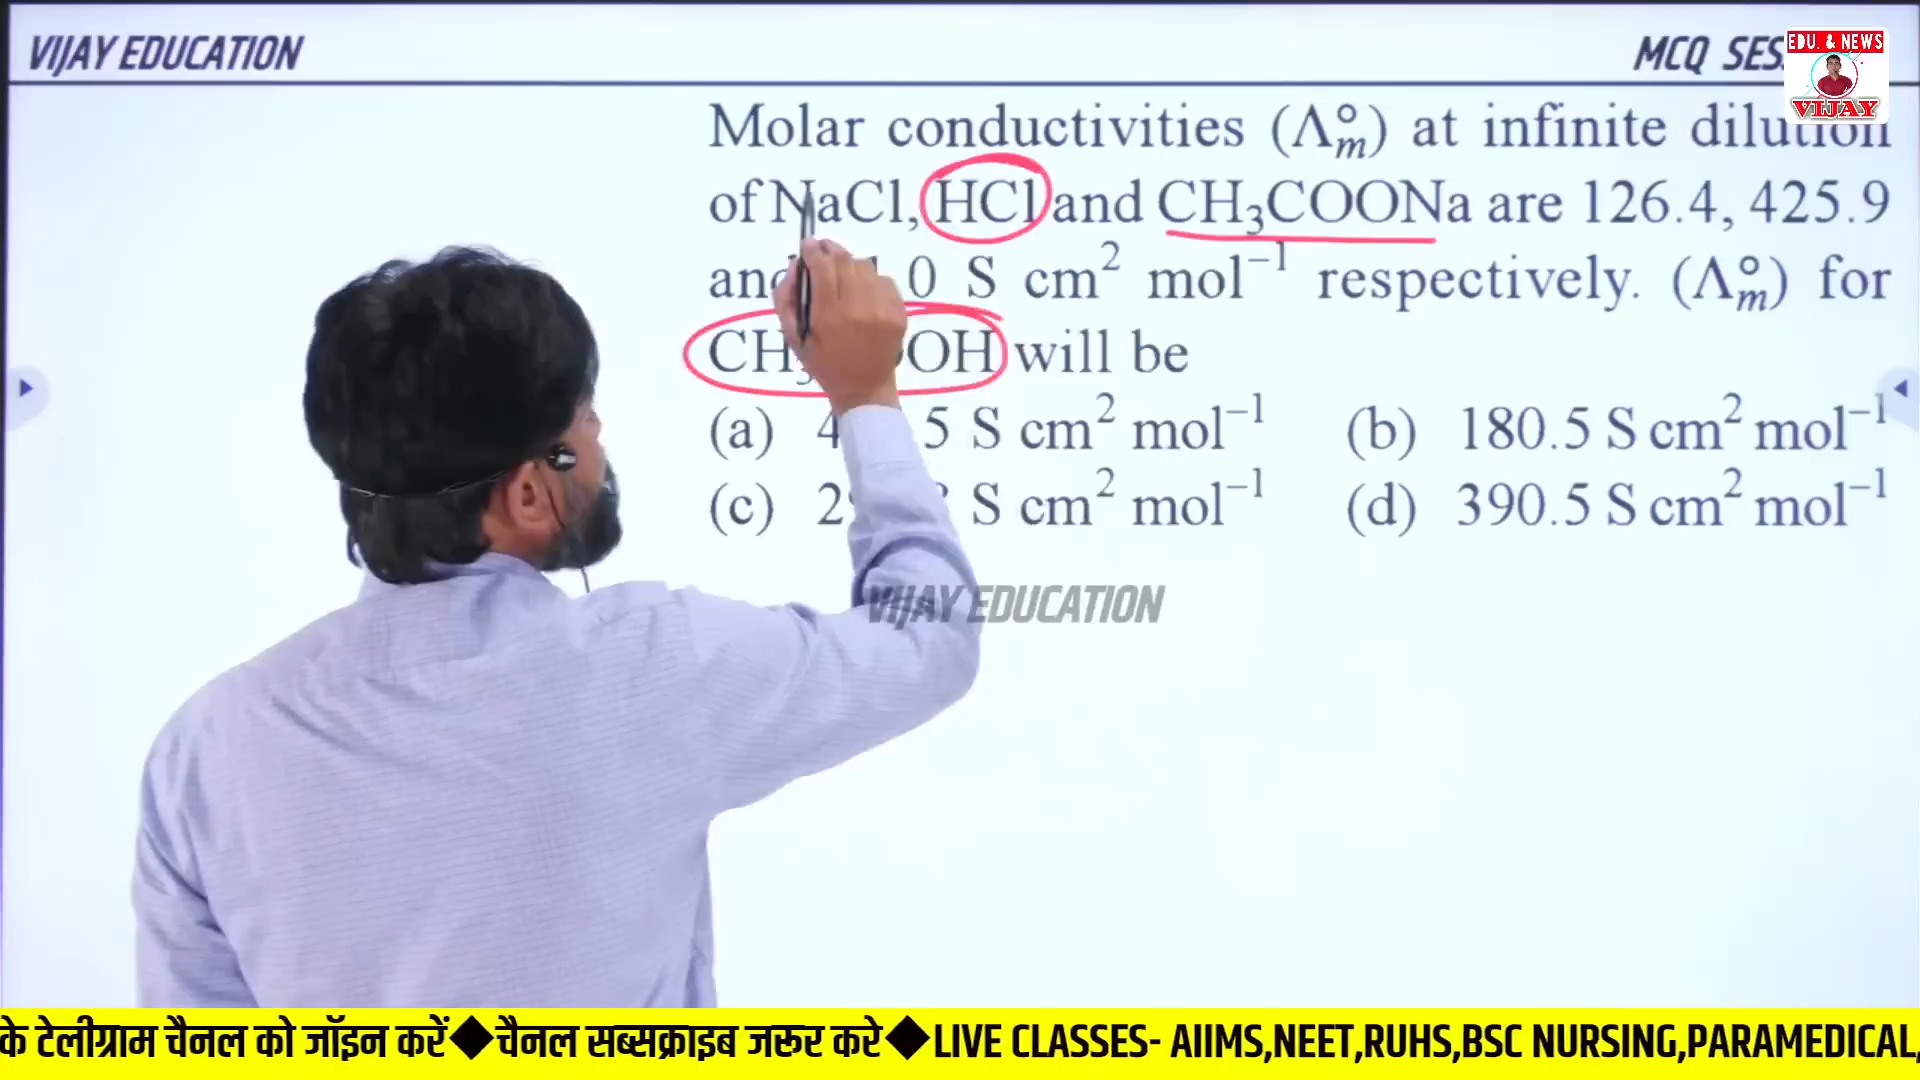 VIJAY EDUCATION
MCQ SES
EDU. & NEWS
VIJAY
Molar conductivities (Λ°m) at infinite dilution
of NaCl, HCl and CH₃COONa are 126.4, 425.9
and 0 S cm² mol⁻¹ respectively. (Λ°m) for
CH₃ OH will be
(a) 4 5 S cm² mol⁻¹ (b) 180.5 S cm² mol⁻¹
(c) 2 S cm² mol⁻¹ (d) 390.5 S cm² mol⁻¹
VIJAY EDUCATION
के टेलीग्राम चैनल को जॉइन करें◆चैनल सब्सक्राइब जरूर करे◆LIVE CLASSES- AIIMS,NEET,RUHS,BSC NURSING,PARAMEDICAL,